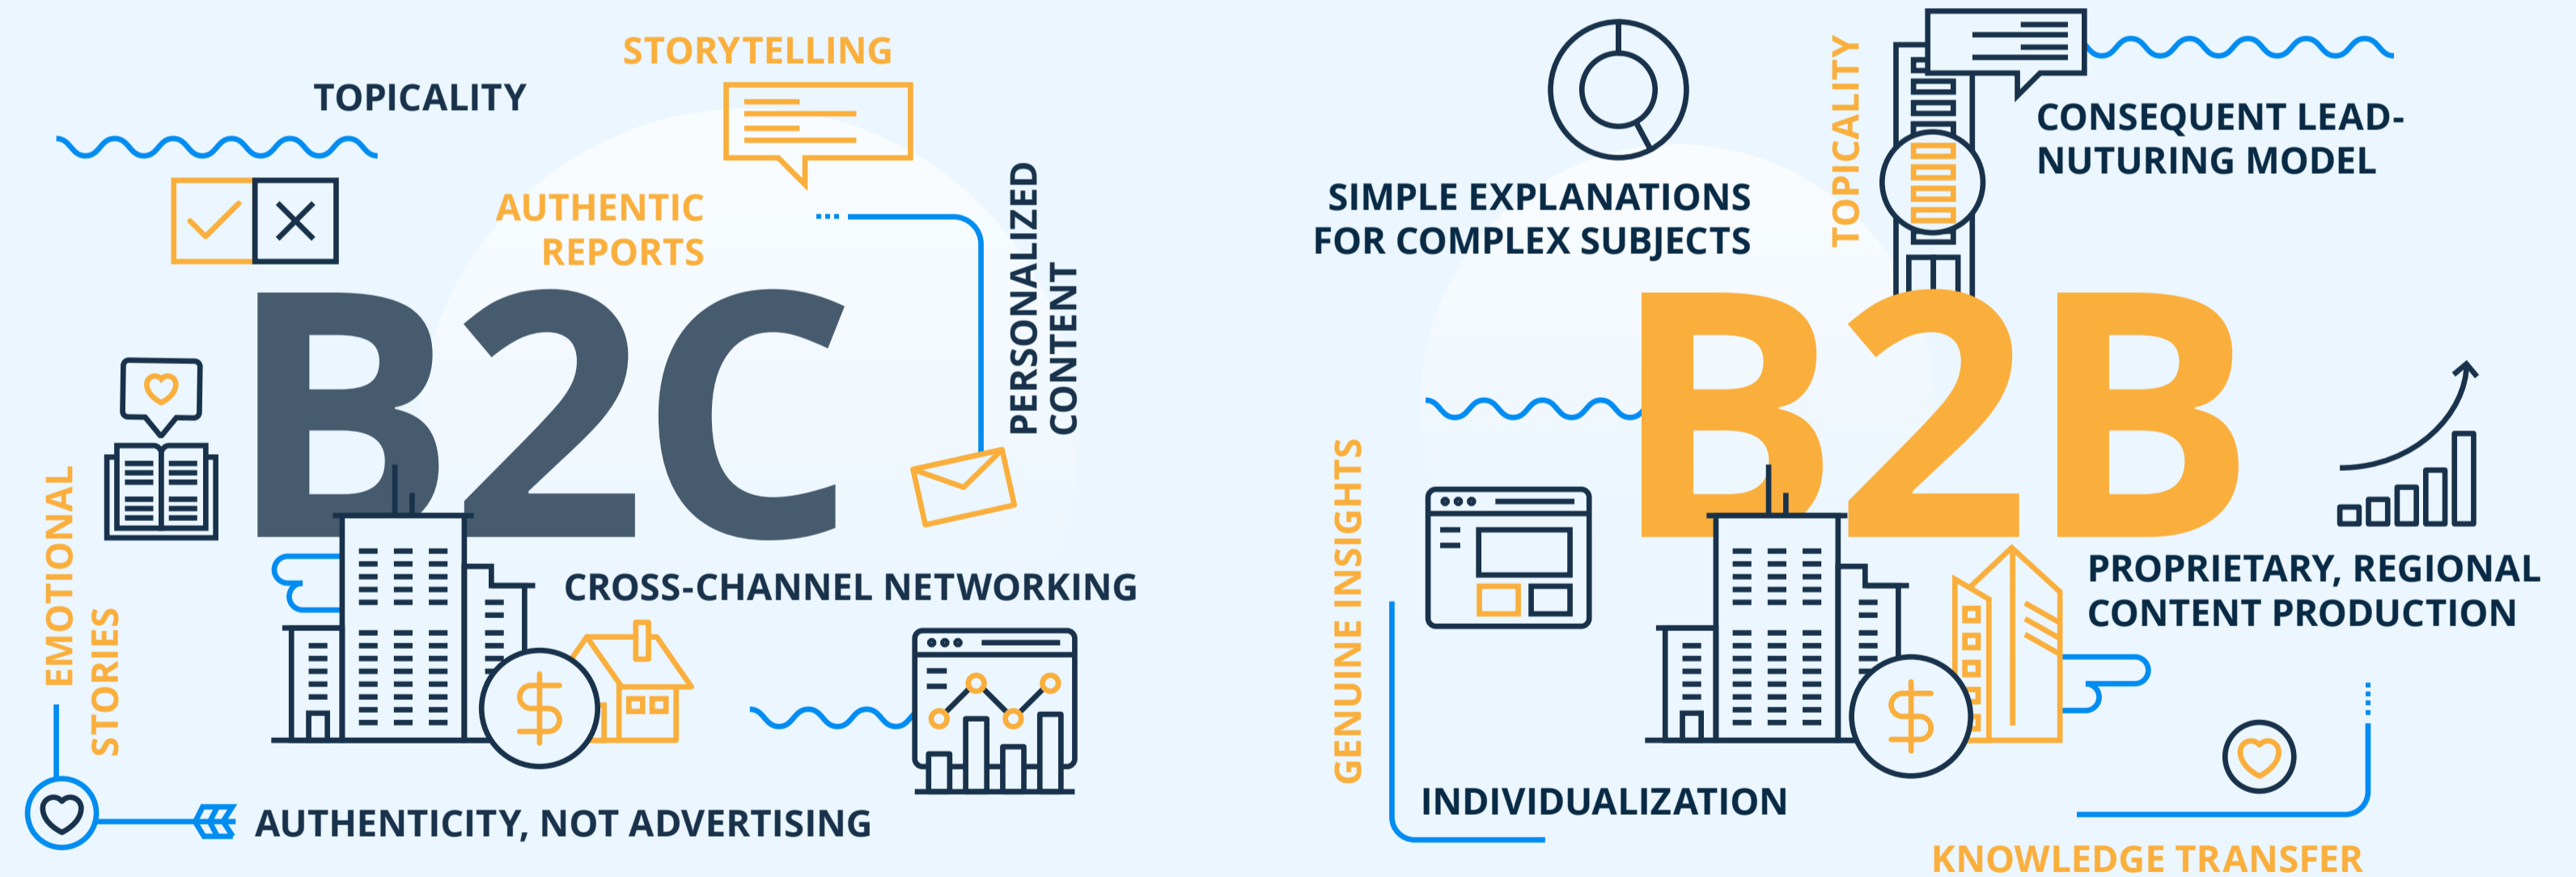 STORYTELLING
TOPICALITY
AUTHENTIC
REPORTS
PERSONALIZED
CONTENT
B2C
EMOTIONAL
STORIES
CROSS-CHANNEL NETWORKING
$
AUTHENTICITY, NOT ADVERTISING
TOPICALITY
CONSEQUENT LEAD-
NUTURING MODEL
SIMPLE EXPLANATIONS
FOR COMPLEX SUBJECTS
B2B
GENUINE INSIGHTS
PROPRIETARY, REGIONAL
CONTENT PRODUCTION
$
INDIVIDUALIZATION
KNOWLEDGE TRANSFER